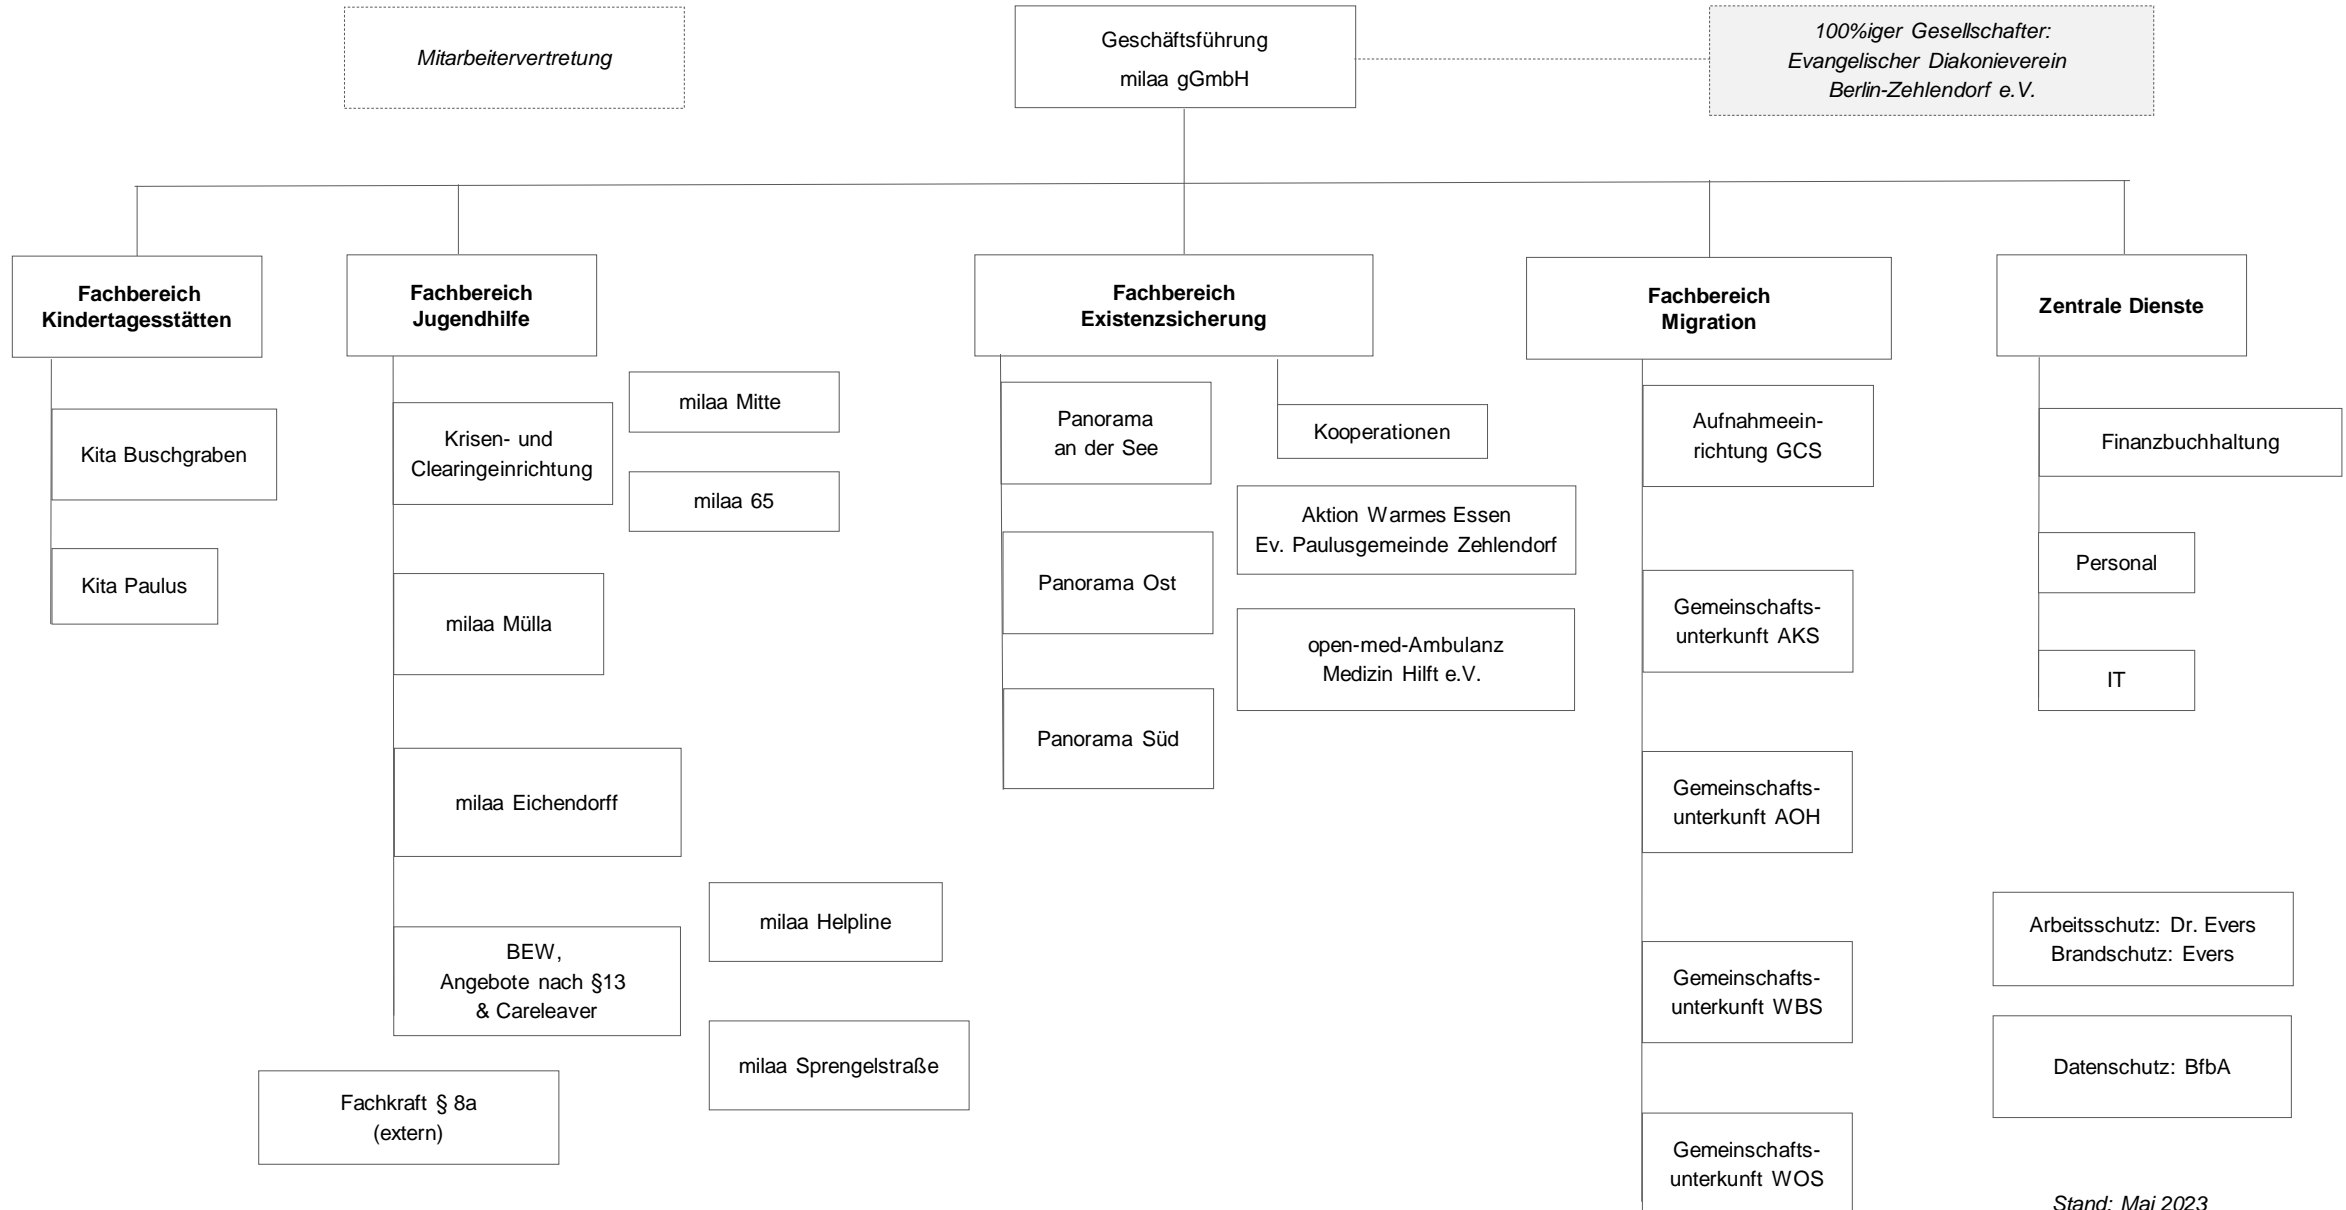 Mitarbeitervertretung
Geschäftsführung
milaa gGmbH
100%iger Gesellschafter:
Evangelischer Diakonieverein
Berlin-Zehlendorf e.V.
Fachbereich
Kindertagesstätten
Kita Buschgraben
Kita Paulus
Fachbereich
Jugendhilfe
Krisen- und
Clearingeinrichtung
milaa Mitte
milaa 65
milaa Mülla
milaa Eichendorff
BEW,
Angebote nach §13
& Careleaver
milaa Helpline
milaa Sprengelstraße
Fachkraft § 8a
(extern)
Fachbereich
Existenzsicherung
Panorama
an der See
Panorama Ost
Panorama Süd
Kooperationen
Aktion Warmes Essen
Ev. Paulusgemeinde Zehlendorf
open-med-Ambulanz
Medizin Hilft e.V.
Fachbereich
Migration
Aufnahmeein-
richtung GCS
Gemeinschafts-
unterkunft AKS
Gemeinschafts-
unterkunft AOH
Gemeinschafts-
unterkunft WBS
Gemeinschafts-
unterkunft WOS
Zentrale Dienste
Finanzbuchhaltung
Personal
IT
Arbeitsschutz: Dr. Evers
Brandschutz: Evers
Datenschutz: BfbA
Stand: Mai 2023